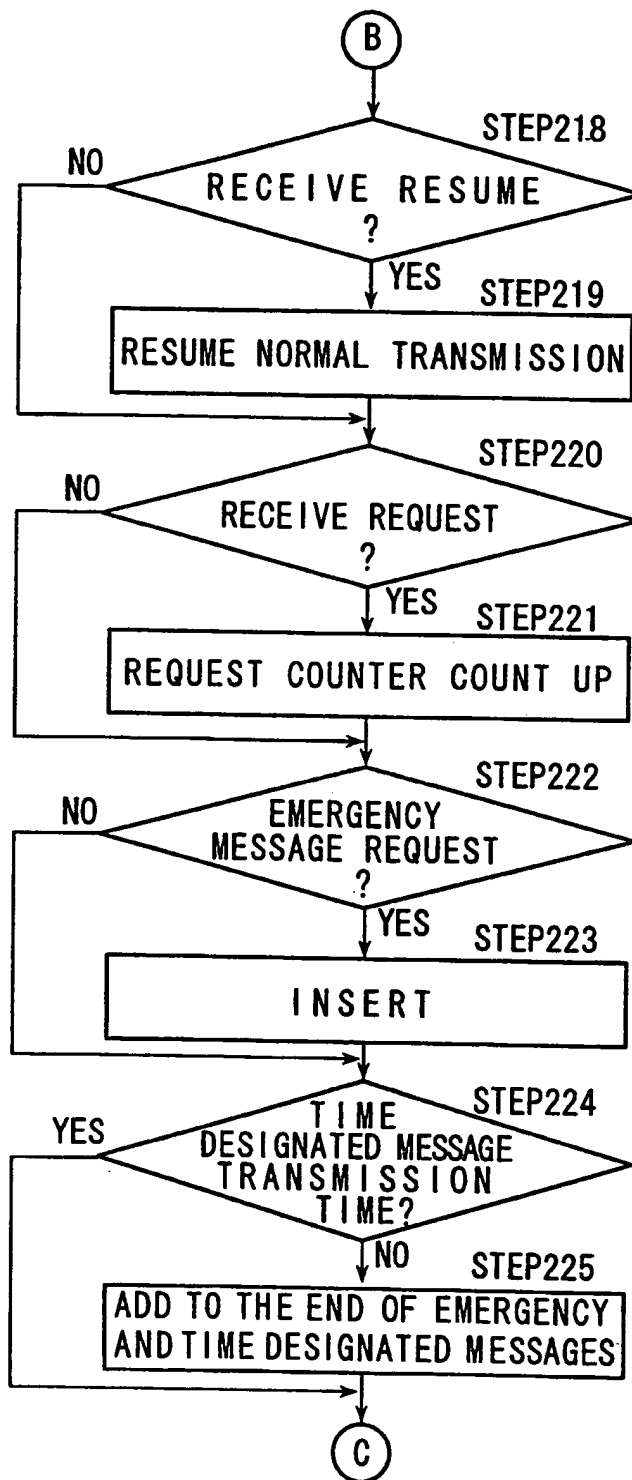 B
STEP218
NO
RECEIVE RESUME
?
YES
STEP219
RESUME NORMAL TRANSMISSION
STEP220
NO
RECEIVE REQUEST
?
YES
STEP221
REQUEST COUNTER COUNT UP
STEP222
NO
EMERGENCY
MESSAGE REQUEST
?
YES
STEP223
INSERT
STEP224
YES
TIME
DESIGNATED MESSAGE
TRANSMISSION
TIME?
NO
STEP225
ADD TO THE END OF EMERGENCY
AND TIME DESIGNATED MESSAGES
C